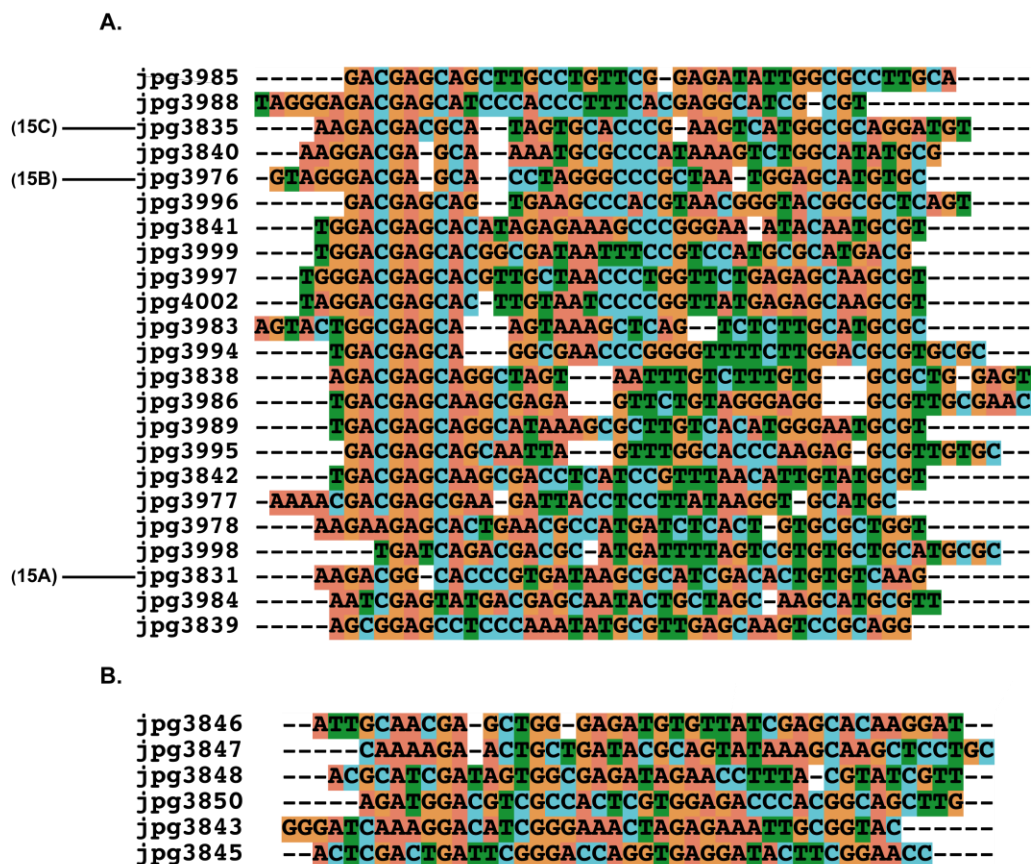 A.
jpg3985 ------GACGAGCAGCTTGCCTGTTCG-GAGATATTGGCGCCTTGCA-----
jpg3988 TAGGGAGACGAGCATCCCACCCTTTCACGAGGCATCG-CGT-----------
(15C) jpg3835 ----AAGACGACGCA--TAGTGCACCCG-AAGTCATGGCGCAGGATGT----
jpg3840 ---AAGGACGA-GCA--AAATGCGCCCATAAAGTCTGGCATATGCG------
(15B) jpg3976 -GTAGGGACGA-GCA--CCTAGGGCCCGCTAA-TGGAGCATGTGC-------
jpg3996 ------GACGAGCAG--TGAAGCCCACGTAACGGGTACGGCGCTCAGT----
jpg3841 ----TGGACGAGCACATAGAGAAAGCCCGGGAA-ATACAATGCGT-------
jpg3999 ----TGGACGAGCACGGCGATAATTTCCGTCCATGCGCATGACG--------
jpg3997 ---TGGGACGAGCACGTTGCTAACCCTGGTTCTGAGAGCAAGCGT-------
jpg4002 ---TAGGACGAGCAC-TTGTAATCCCCGGTTATGAGAGCAAGCGT-------
jpg3983 AGTACTGGCGAGCA---AGTAAAGCTCAG--TCTCTTGCATGCGC-------
jpg3994 -----TGACGAGCA---GGCGAACCCGGGGTTTTCTTGGACGCGTGCGC---
jpg3838 -----AGACGAGCAGGCTAGT---AATTTGTCTTTGTG---GCGCTG-GAGT
jpg3986 -----TGACGAGCAAGCGAGA---GTTCTGTAGGGAGG---GCGTTGCGAAC
jpg3989 -----TGACGAGCAGGCATAAAGCGCTTGTCACATGGGAATGCGT-------
jpg3995 ------GACGAGCAGCAATTA---GTTTGGCACCCAAGAG-GCGTTGTGC--
jpg3842 -----TGACGAGCAAGCGACCTCATCCGTTTAACATTGTATGCGT-------
jpg3977 -AAAACGACGAGCGAA-GATTACCTCCTTATAAGGT-GCATGC---------
jpg3978 ----AAGAAGAGCACTGAACGCCATGATCTCACT-GTGCGCTGGT-------
jpg3998 --------TGATCAGACGACGC-ATGATTTTAGTCGTGTGCTGCATGCGC--
(15A) jpg3831 ----AAGACGG-CACCCGTGATAAGCGCATCGACACTGTGTCAAG-------
jpg3984 -----AATCGAGTATGACGAGCAATACTGCTAGC-AAGCATGCGTT------
jpg3839 -----AGCGGAGCCTCCCAAATATGCGTTGAGCAAGTCCGCAGG--------
B.
jpg3846 --ATTGCAACGA-GCTGG-GAGATGTGTTATCGAGCACAAGGAT--
jpg3847 -----CAAAAGA-ACTGCTGATACGCAGTATAAAGCAAGCTCCTGC
jpg3848 ---ACGCATCGATAGTGGCGAGATAGAACCTTTA-CGTATCGTT--
jpg3850 -----AGATGGACGTCGCCACTCGTGGAGACCCACGGCAGCTTG--
jpg3843 GGGATCAAAGGACATCGGGAAACTAGAGAAATTGCGGTAC------
jpg3845 --ACTCGACTGATTCGGGACCAGGTGAGGATACTTCGGAACC----